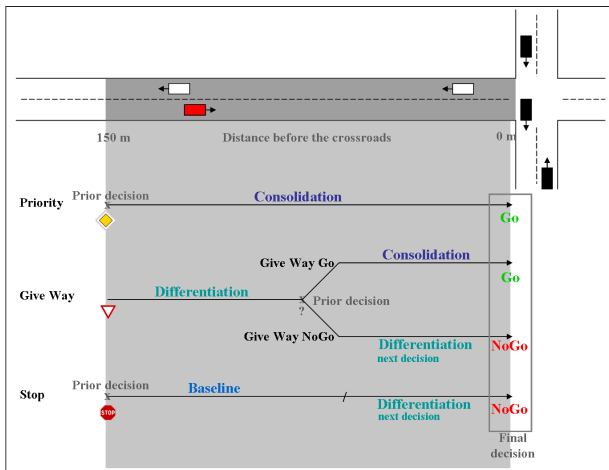 150 m
Distance before the crossroads
0 m
Prior decision
Consolidation
Priority
x
Go
Give Way Go
Consolidation
Go
Give Way
Differentiation
x
Prior decision
?
Give Way NoGo
Differentiation
next decision
NoGo
Prior decision
Baseline
Stop
x
/
Differentiation
next decision
NoGo
STOP
Final
decision